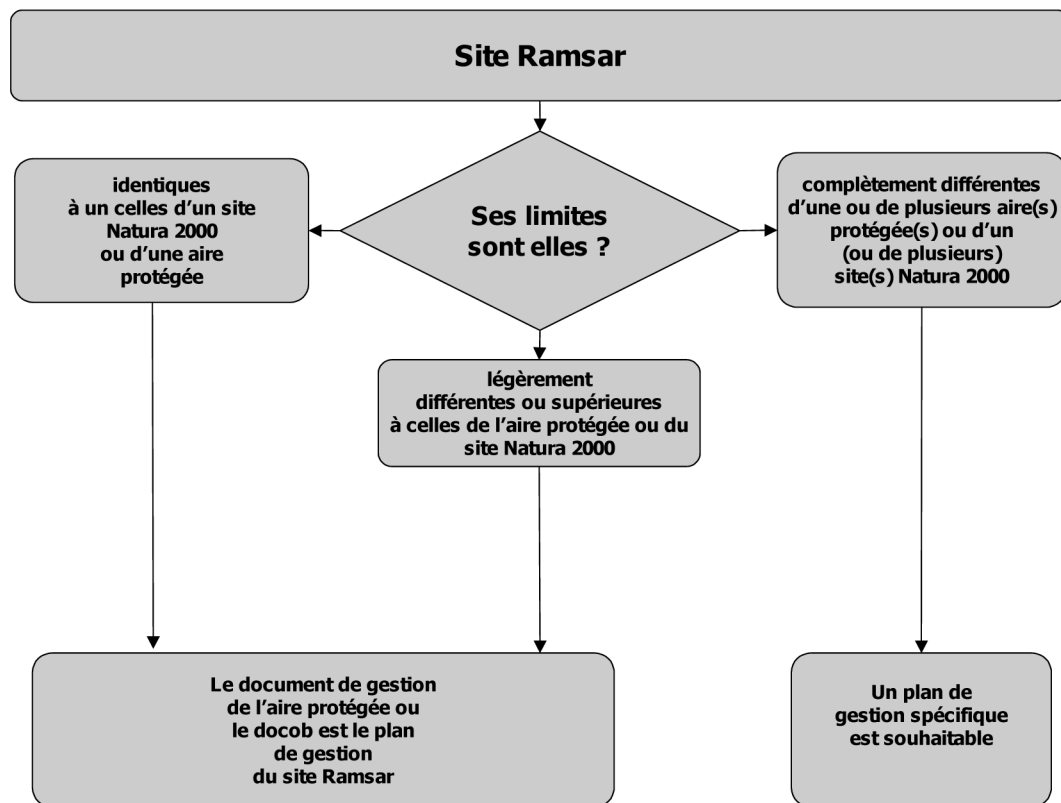 Site Ramsar
identiques
à un celles d’un site
Natura 2000
ou d’une aire
protégée
Ses limites
sont elles ?
complètement différentes
d’une ou de plusieurs aire(s)
protégée(s) ou d’un
(ou de plusieurs)
site(s) Natura 2000
légèrement
différentes ou supérieures
à celles de l’aire protégée ou du
site Natura 2000
Le document de gestion
de l’aire protégée ou
le docob est le plan
de gestion
du site Ramsar
Un plan de
gestion spécifique
est souhaitable